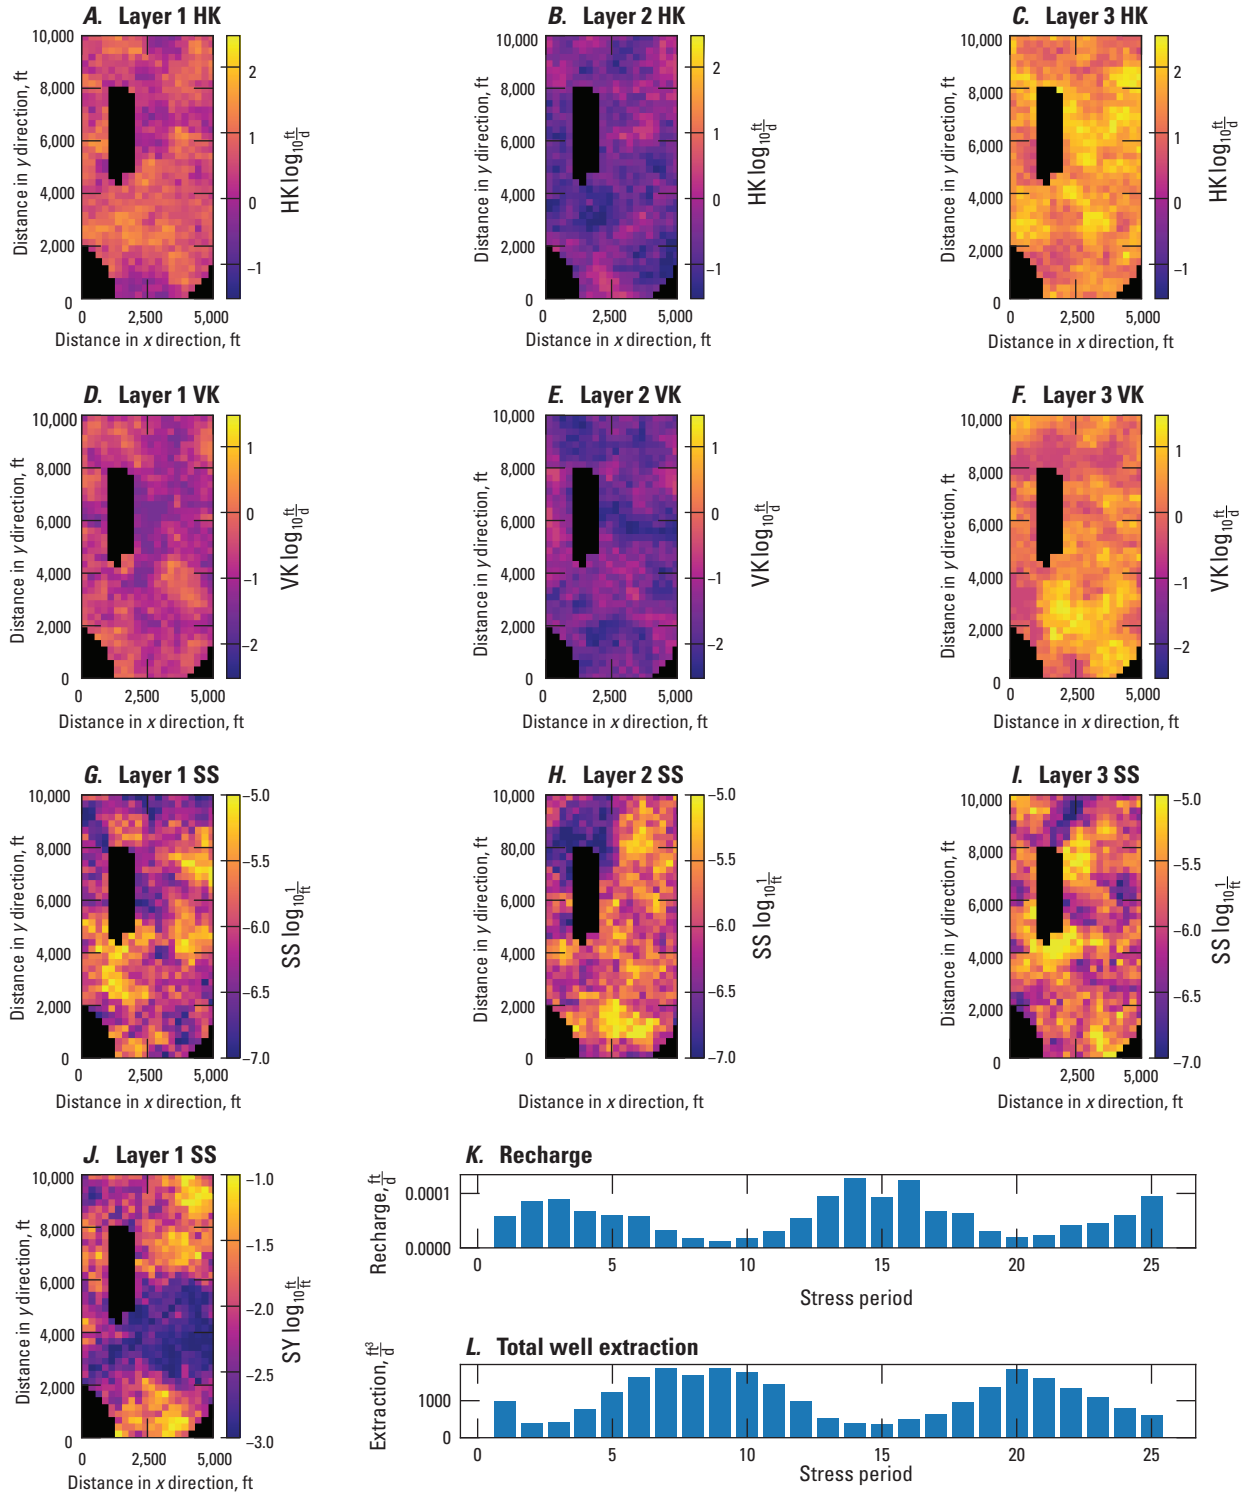 A. Layer 1 HK
10,000
8,000
6,000
4,000
2,000
0
Distance in y direction, ft
0 2,500 5,000
Distance in x direction, ft
2
1
0
−1
HK log10 ft/d
B. Layer 2 HK
10,000
8,000
6,000
4,000
2,000
0
Distance in y direction, ft
0 2,500 5,000
Distance in x direction, ft
2
1
0
−1
HK log10 ft/d
C. Layer 3 HK
10,000
8,000
6,000
4,000
2,000
0
Distance in y direction, ft
0 2,500 5,000
Distance in x direction, ft
2
1
0
−1
HK log10 ft/d
D. Layer 1 VK
10,000
8,000
6,000
4,000
2,000
0
Distance in y direction, ft
0 2,500 5,000
Distance in x direction, ft
1
0
−1
−2
VK log10 ft/d
E. Layer 2 VK
10,000
8,000
6,000
4,000
2,000
0
Distance in y direction, ft
0 2,500 5,000
Distance in x direction, ft
1
0
−1
−2
VK log10 ft/d
F. Layer 3 VK
10,000
8,000
6,000
4,000
2,000
0
Distance in y direction, ft
0 2,500 5,000
Distance in x direction, ft
1
0
−1
−2
VK log10 ft/d
G. Layer 1 SS
10,000
8,000
6,000
4,000
2,000
0
Distance in y direction, ft
0 2,500 5,000
Distance in x direction, ft
−5.0
−5.5
−6.0
−6.5
−7.0
SS log10 1/ft
H. Layer 2 SS
10,000
8,00
6,000
4,000
2,000
0
Distance in y direction, ft
Distance in x direction, ft
−5.0
−5.5
−6.0
−6.5
−7.0
SS log10 1/ft
I. Layer 3 SS
10,000
8,000
6,000
4,000
2,000
0
Distance in y direction, ft
2,500 5,000
Distance in x direction, ft
−5.0
−5.5
−6.0
−6.5
−7.0
SS log10 1/ft
J. Layer 1 SS
10,000
8,000
6,000
4,000
2,000
0
Distance in y direction, ft
0 2,500 5,000
Distance in x direction, ft
−1.0
−1.5
−2.0
−2.5
−3.0
SY log10 ft/ft
K. Recharge
0.0001
0.0000
Recharge, ft/d
0 5 10 15 20 25
Stress period
L. Total well extraction
1000
0
Extraction, ft³/d
0 5 10 15 20 25
Stress period